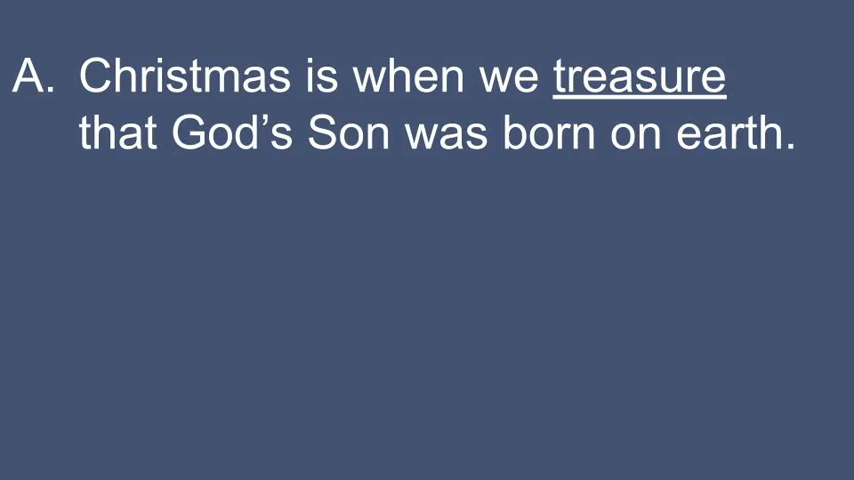 A. Christmas is when we treasure
that God’s Son was born on earth.